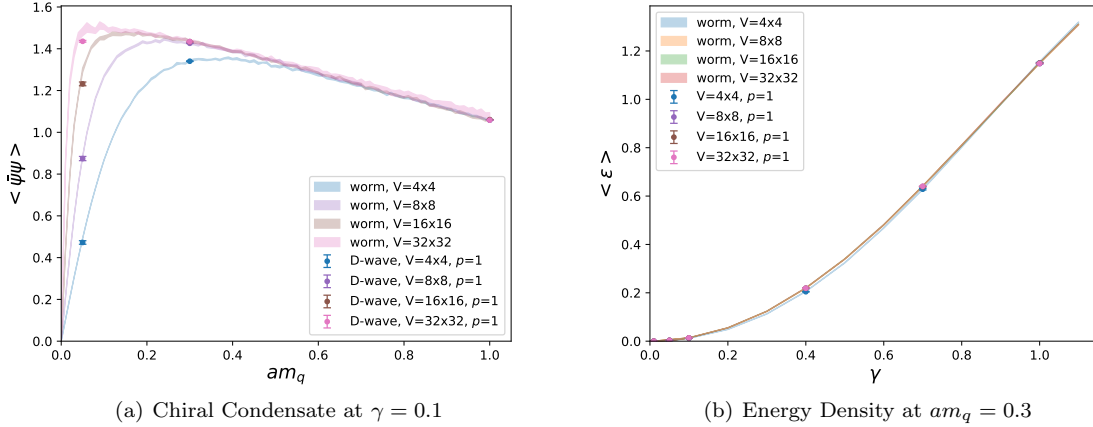 1.6
1.4
1.2
1.0
0.8
0.6
0.4
0.2
0.0
< ψ̄ψ >
worm, V=4x4
worm, V=8x8
worm, V=16x16
worm, V=32x32
D-wave, V=4x4, p=1
D-wave, V=8x8, p=1
D-wave, V=16x16, p=1
D-wave, V=32x32, p=1
0.0 0.2 0.4 0.6 0.8 1.0
am_q
(a) Chiral Condensate at γ = 0.1
1.2
1.0
0.8
0.6
0.4
0.2
0.0
< ε >
worm, V=4x4
worm, V=8x8
worm, V=16x16
worm, V=32x32
V=4x4, p=1
V=8x8, p=1
V=16x16, p=1
V=32x32, p=1
0.0 0.2 0.4 0.6 0.8 1.0
γ
(b) Energy Density at am_q = 0.3